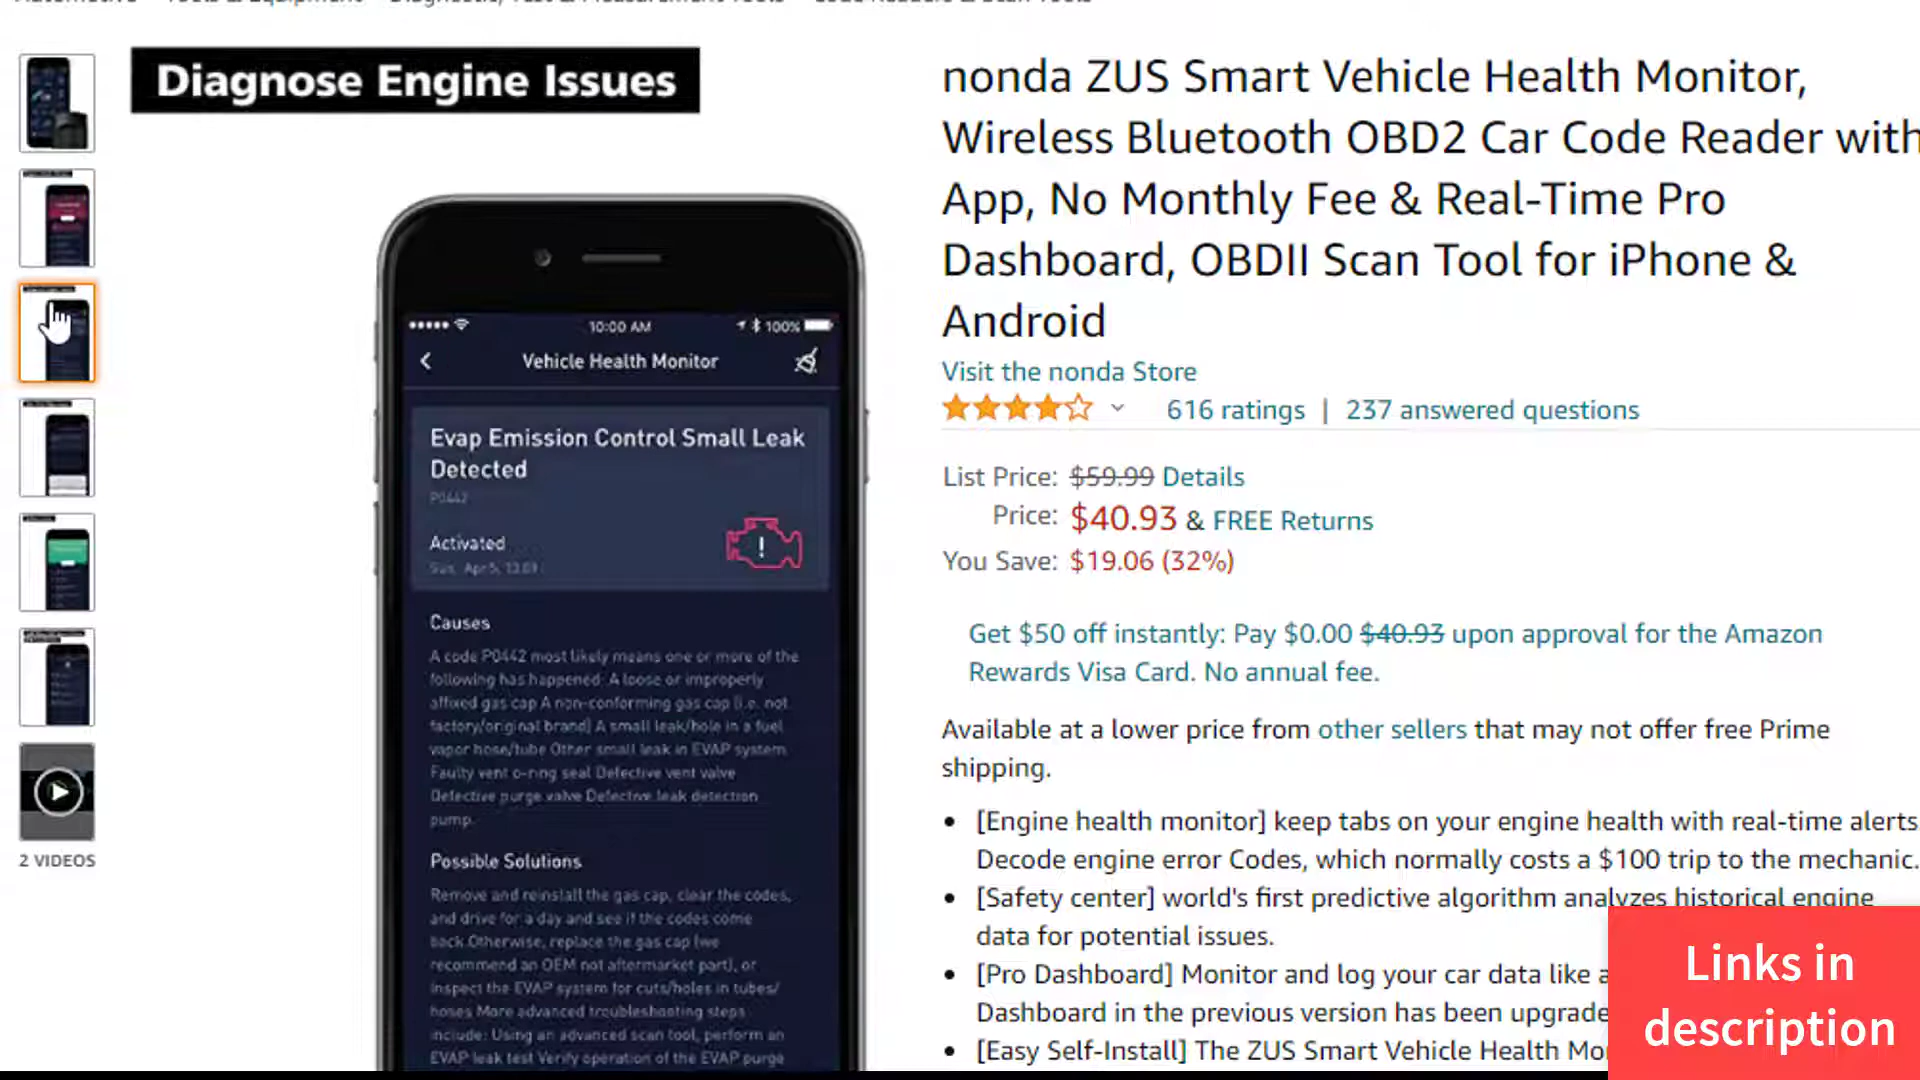 Diagnose Engine Issues
2 VIDEOS
10:00 AM
100%
Vehicle Health Monitor
Evap Emission Control Small Leak
Detected
P0442
Activated
Sun, Apr 5, 13:01
Causes
A code P0442 most likely means one or more of the
following has happened: A loose or improperly
affixed gas cap A non-conforming gas cap (i.e. not
factory/original brand) A small leak/hole in a fuel
vapor hose/tube Other small leak in EVAP system
Faulty vent o-ring seal Defective vent valve
Defective purge valve Defective leak detection
pump.
Possible Solutions
Remove and reinstall the gas cap, clear the codes,
and drive for a day and see if the codes come
back.Otherwise, replace the gas cap (we
recommend an OEM not aftermarket part), or
inspect the EVAP system for cuts/holes in tubes/
hoses More advanced troubleshooting steps
include: Using an advanced scan tool, perform an
EVAP leak test Verify operation of the EVAP purge
nonda ZUS Smart Vehicle Health Monitor,
Wireless Bluetooth OBD2 Car Code Reader with
App, No Monthly Fee & Real-Time Pro
Dashboard, OBDII Scan Tool for iPhone &
Android
Visit the nonda Store
616 ratings | 237 answered questions
List Price: $59.99 Details
Price: $40.93 & FREE Returns
You Save: $19.06 (32%)
Get $50 off instantly: Pay $0.00 $40.93 upon approval for the Amazon
Rewards Visa Card. No annual fee.
Available at a lower price from other sellers that may not offer free Prime
shipping.
[Engine health monitor] keep tabs on your engine health with real-time alerts
Decode engine error Codes, which normally costs a $100 trip to the mechanic.
[Safety center] world's first predictive algorithm analyzes historical engine
data for potential issues.
[Pro Dashboard] Monitor and log your car data like a
Dashboard in the previous version has been upgrade
[Easy Self-Install] The ZUS Smart Vehicle Health Mo
Links in
description